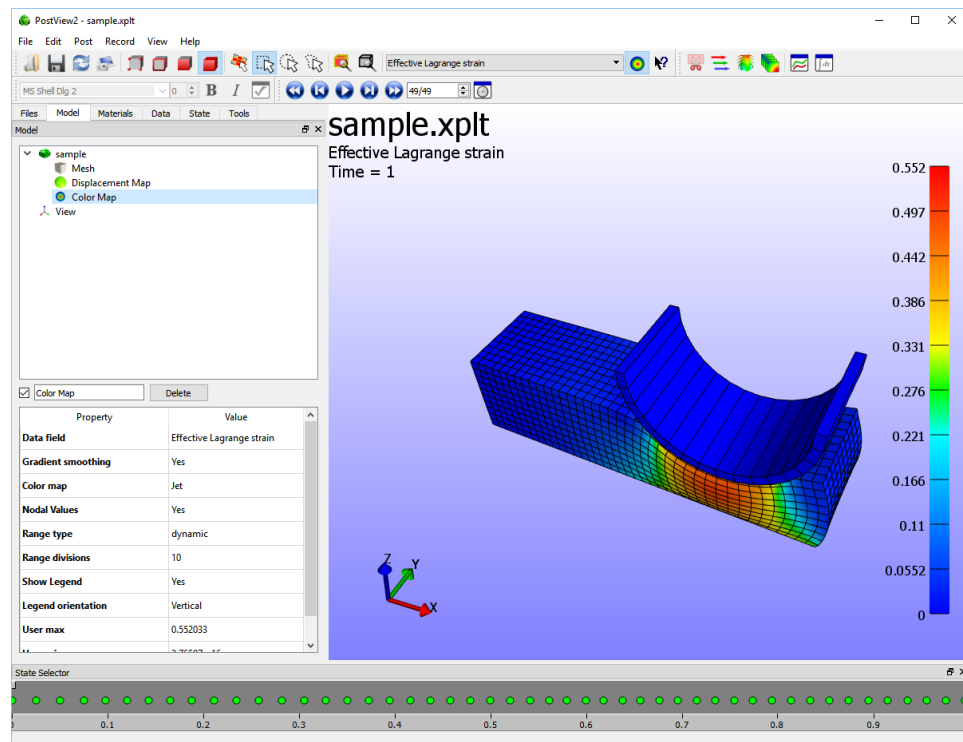 PostView2 - sample.xplt
File Edit Post Record View Help
Effective Lagrange strain
MS Shell Dlg 2 0 B I 49/49
Files Model Materials Data State Tools
Model
sample
Mesh
Displacement Map
Color Map
View
Color Map Delete
Property Value
Data field Effective Lagrange strain
Gradient smoothing Yes
Color map Jet
Nodal Values Yes
Range type dynamic
Range divisions 10
Show Legend Yes
Legend orientation Vertical
User max 0.552033
sample.xplt
Effective Lagrange strain
Time = 1
0.552
0.497
0.442
0.386
0.331
0.276
0.221
0.166
0.11
0.0552
0
Z
Y
X
State Selector
0.1 0.2 0.3 0.4 0.5 0.6 0.7 0.8 0.9